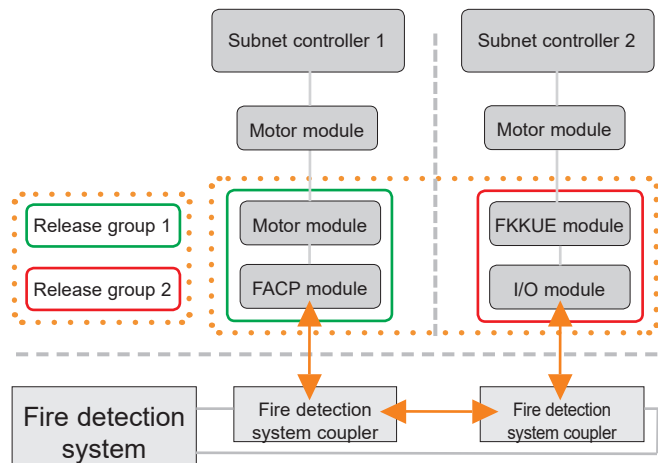 Subnet controller 1
Subnet controller 2
Motor module
Motor module
Release group 1
Motor module
FKKUE module
Release group 2
FACP module
I/O module
Fire detection
system
Fire detection
system coupler
Fire detection
system coupler